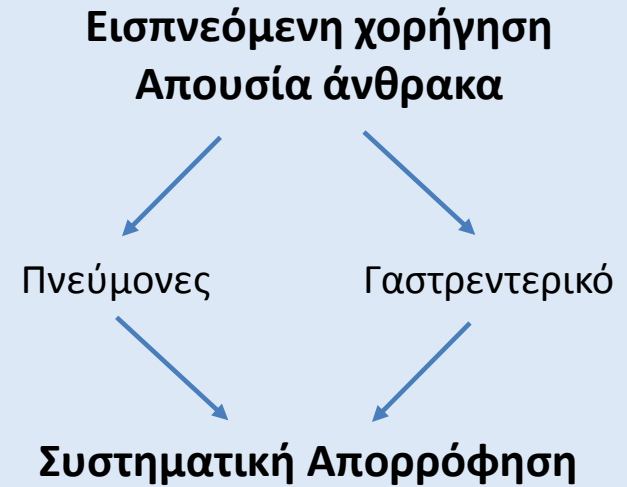 Εισπνεόμενη χορήγηση
Απουσία άνθρακα
Πνεύμονες Γαστρεντερικό
Συστηματική Απορρόφηση